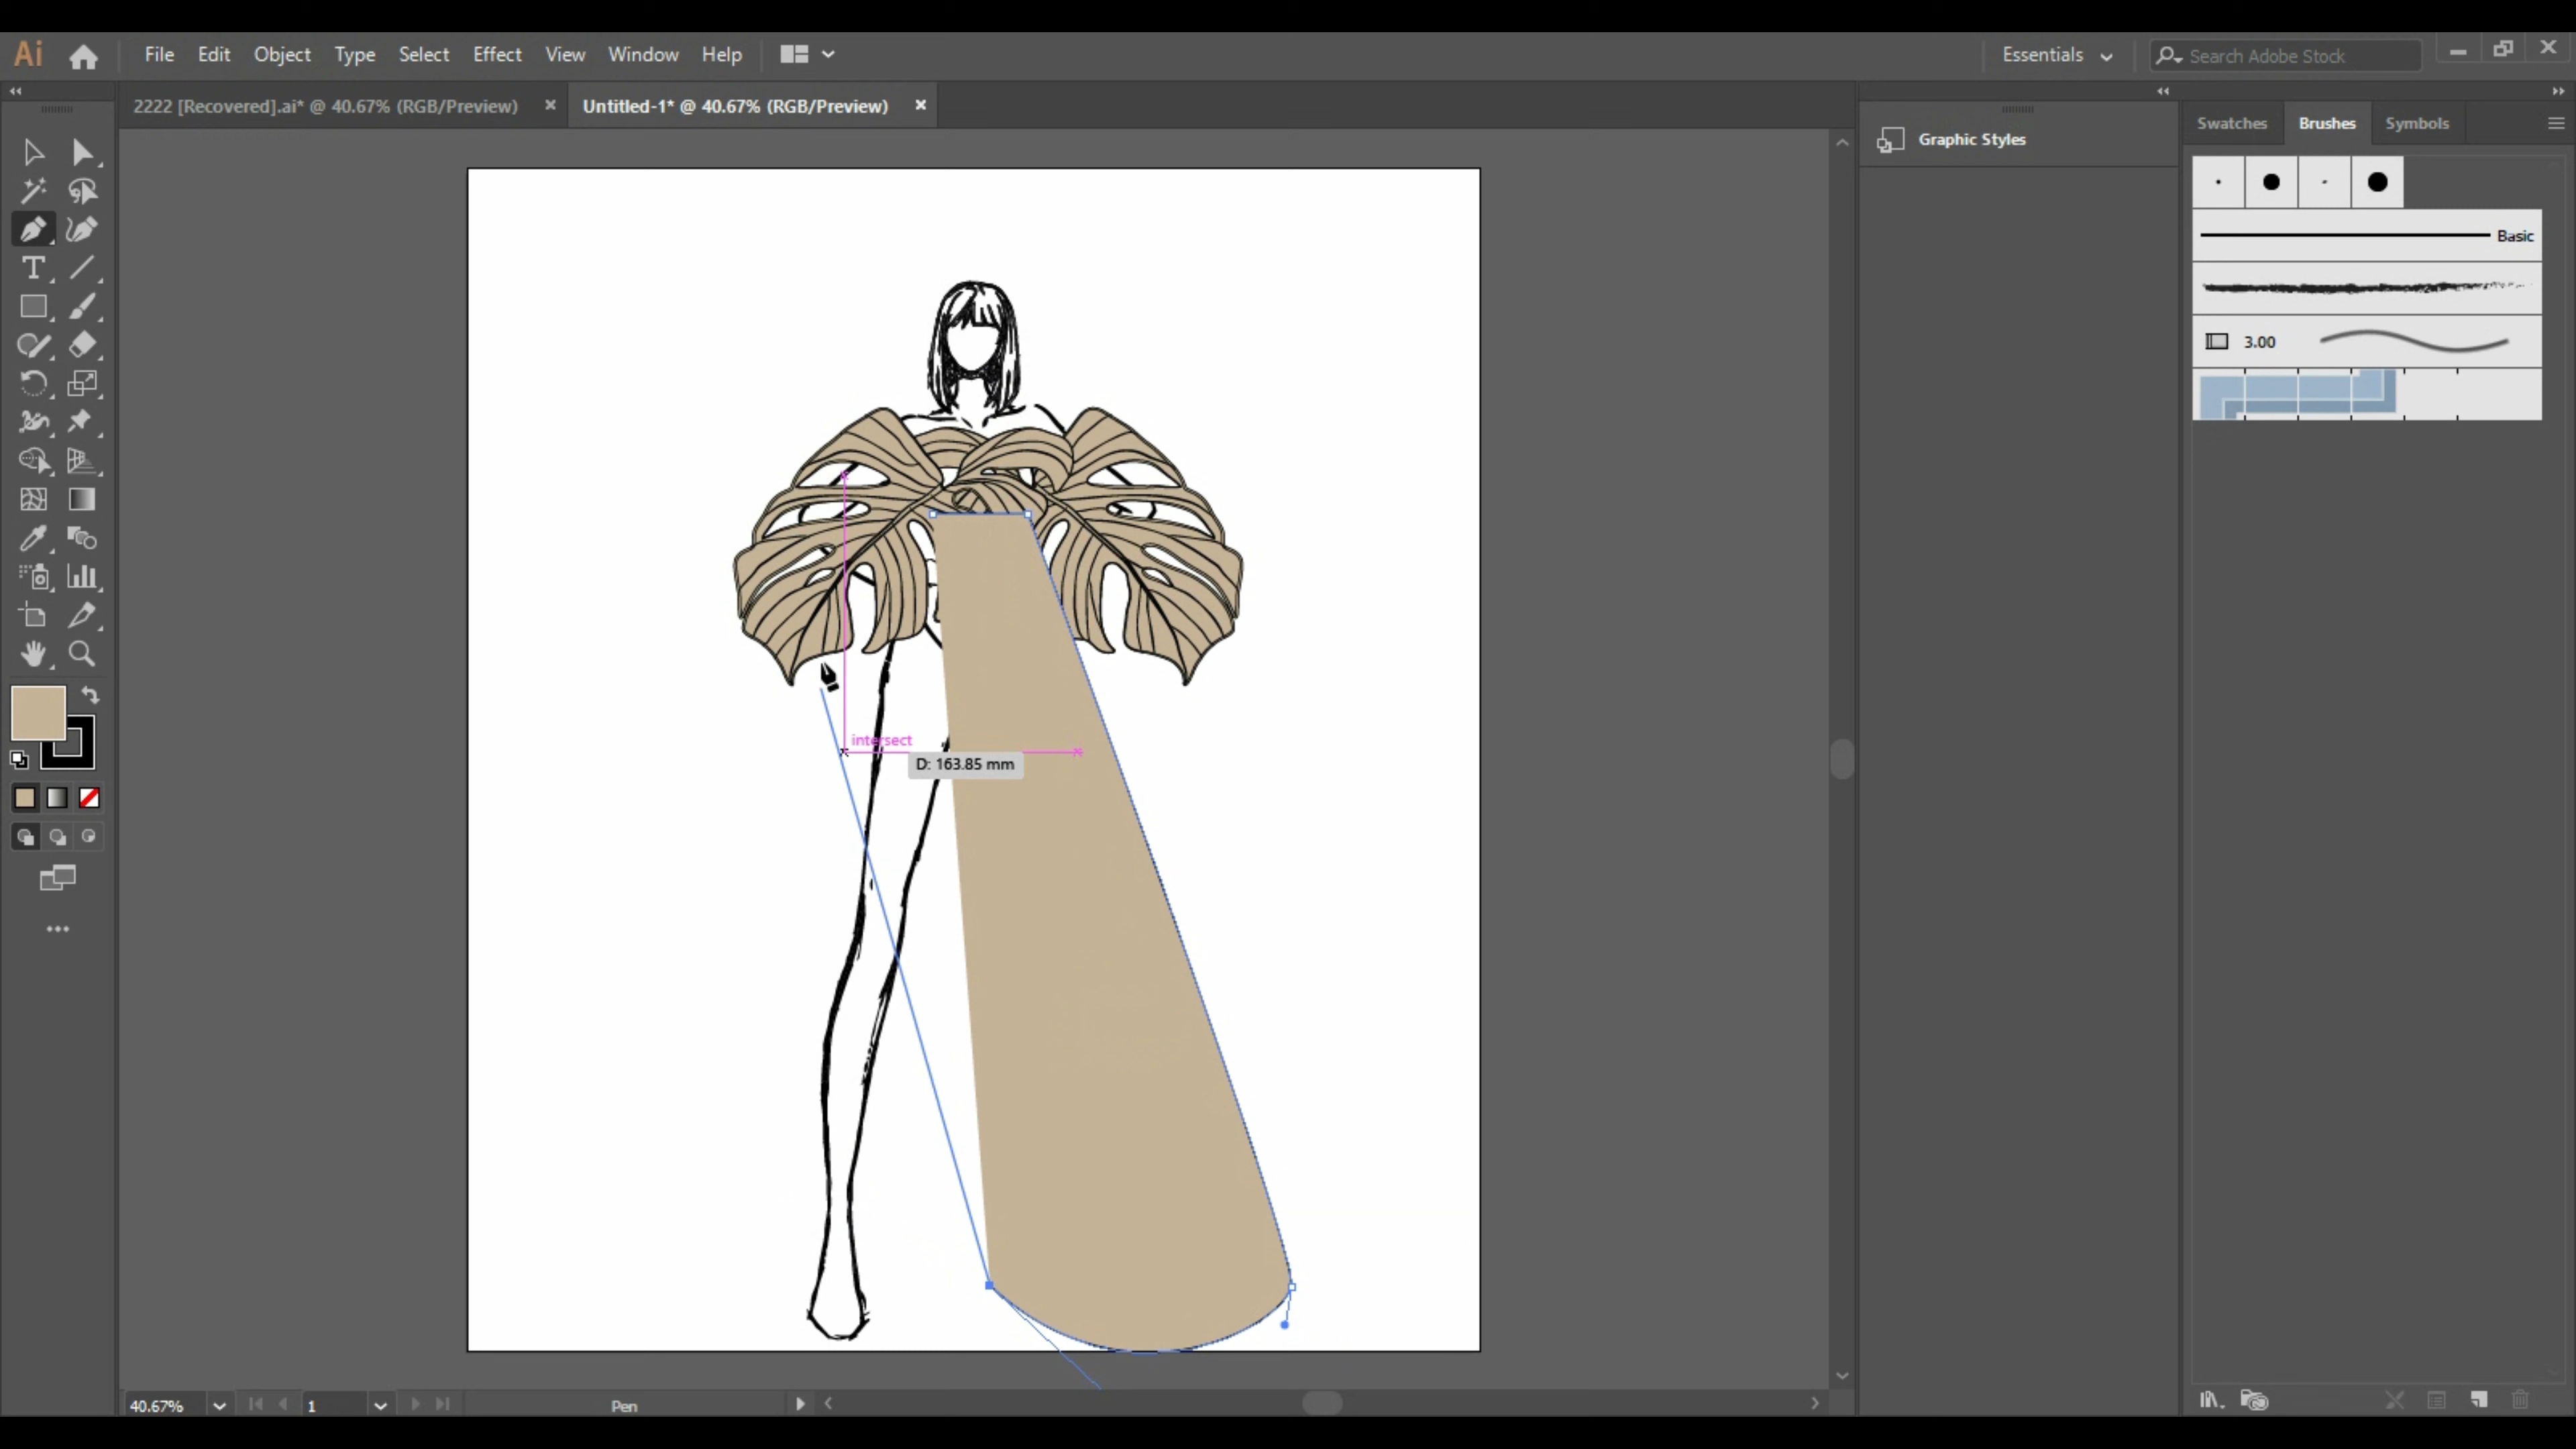 Ai File Edit Object Type Select Effect View Window Help Essentials Search Adobe Stock
2222 [Recovered].ai* @ 40.67% (RGB/Preview) Untitled-1* @ 40.67% (RGB/Preview)
Graphic Styles
Swatches Brushes Symbols
Basic
3.00
intersect
D: 163.85 mm
40.67% 1 Pen